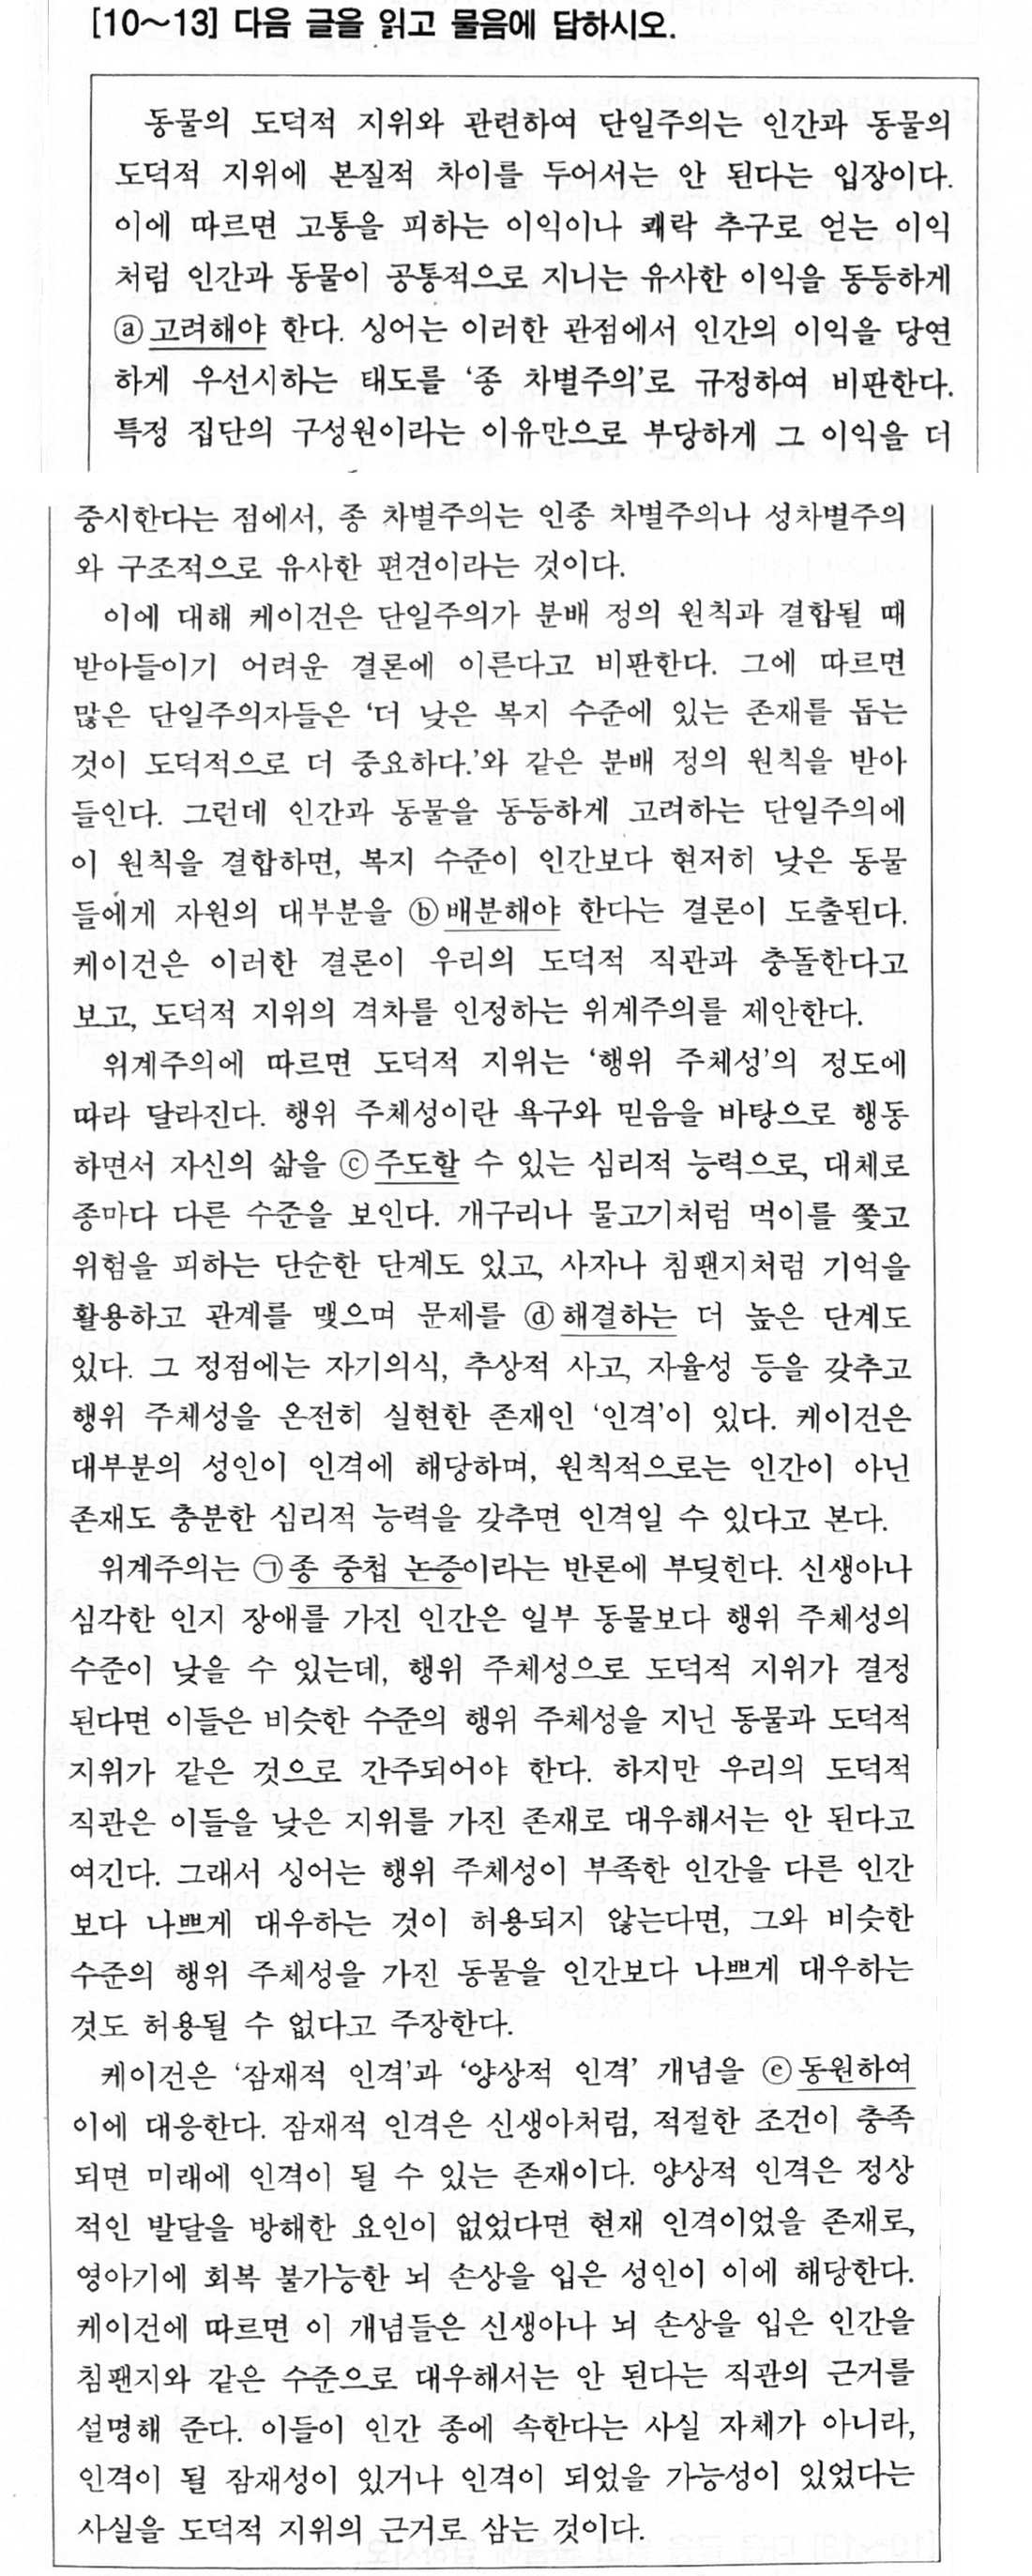 [10~13] 다음 글을 읽고 물음에 답하시오.
동물의 도덕적 지위와 관련하여 단일주의는 인간과 동물의
도덕적 지위에 본질적 차이를 두어서는 안 된다는 입장이다.
이에 따르면 고통을 피하는 이익이나 쾌락 추구로 얻는 이익
처럼 인간과 동물이 공통적으로 지니는 유사한 이익을 동등하게
ⓐ고려해야 한다. 싱어는 이러한 관점에서 인간의 이익을 당연
하게 우선시하는 태도를 ‘종 차별주의’로 규정하여 비판한다.
특정 집단의 구성원이라는 이유만으로 부당하게 그 이익을 더
중시한다는 점에서, 종 차별주의는 인종 차별주의나 성차별주의
와 구조적으로 유사한 편견이라는 것이다.
이에 대해 케이건은 단일주의가 분배 정의 원칙과 결합될 때
받아들이기 어려운 결론에 이른다고 비판한다. 그에 따르면
많은 단일주의자들은 ‘더 낮은 복지 수준에 있는 존재를 돕는
것이 도덕적으로 더 중요하다.’와 같은 분배 정의 원칙을 받아
들인다. 그런데 인간과 동물을 동등하게 고려하는 단일주의에
이 원칙을 결합하면, 복지 수준이 인간보다 현저히 낮은 동물
들에게 자원의 대부분을 ⓑ배분해야 한다는 결론이 도출된다.
케이건은 이러한 결론이 우리의 도덕적 직관과 충돌한다고
보고, 도덕적 지위의 격차를 인정하는 위계주의를 제안한다.
위계주의에 따르면 도덕적 지위는 ‘행위 주체성’의 정도에
따라 달라진다. 행위 주체성이란 욕구와 믿음을 바탕으로 행동
하면서 자신의 삶을 ⓒ주도할 수 있는 심리적 능력으로, 대체로
종마다 다른 수준을 보인다. 개구리나 물고기처럼 먹이를 쫓고
위험을 피하는 단순한 단계도 있고, 사자나 침팬지처럼 기억을
활용하고 관계를 맺으며 문제를 ⓓ해결하는 더 높은 단계도
있다. 그 정점에는 자기의식, 추상적 사고, 자율성 등을 갖추고
행위 주체성을 온전히 실현한 존재인 ‘인격’이 있다. 케이건은
대부분의 성인이 인격에 해당하며, 원칙적으로는 인간이 아닌
존재도 충분한 심리적 능력을 갖추면 인격일 수 있다고 본다.
위계주의는 ㉠종 중첩 논증이라는 반론에 부딪힌다. 신생아나
심각한 인지 장애를 가진 인간은 일부 동물보다 행위 주체성의
수준이 낮을 수 있는데, 행위 주체성으로 도덕적 지위가 결정
된다면 이들은 비슷한 수준의 행위 주체성을 지닌 동물과 도덕적
지위가 같은 것으로 간주되어야 한다. 하지만 우리의 도덕적
직관은 이들을 낮은 지위를 가진 존재로 대우해서는 안 된다고
여긴다. 그래서 싱어는 행위 주체성이 부족한 인간을 다른 인간
보다 나쁘게 대우하는 것이 허용되지 않는다면, 그와 비슷한
수준의 행위 주체성을 가진 동물을 인간보다 나쁘게 대우하는
것도 허용될 수 없다고 주장한다.
케이건은 ‘잠재적 인격’과 ‘양상적 인격’ 개념을 ⓔ동원하여
이에 대응한다. 잠재적 인격은 신생아처럼, 적절한 조건이 충족
되면 미래에 인격이 될 수 있는 존재이다. 양상적 인격은 정상
적인 발달을 방해한 요인이 없었다면 현재 인격이었을 존재로,
영아기에 회복 불가능한 뇌 손상을 입은 성인이 이에 해당한다.
케이건에 따르면 이 개념들은 신생아나 뇌 손상을 입은 인간을
침팬지와 같은 수준으로 대우해서는 안 된다는 직관의 근거를
설명해 준다. 이들이 인간 종에 속한다는 사실 자체가 아니라,
인격이 될 잠재성이 있거나 인격이 되었을 가능성이 있었다는
사실을 도덕적 지위의 근거로 삼는 것이다.